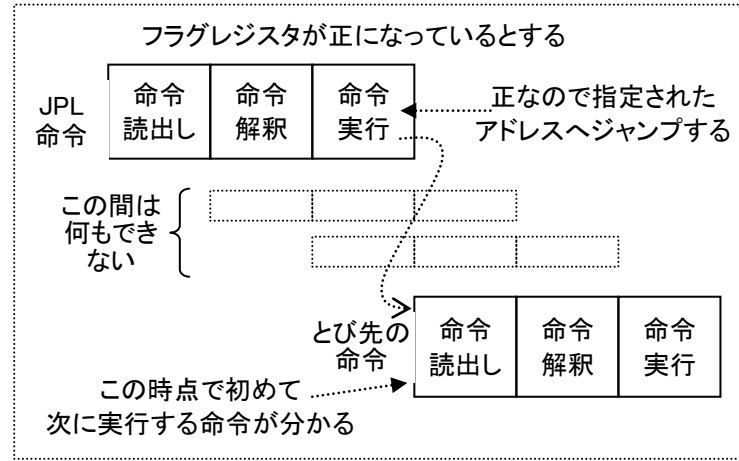 フラグレジスタが正になっているとする
JPL
命令
命令
読出し
命令
解釈
命令
実行
正なので指定された
アドレスへジャンプする
この間は
何もでき
ない
とび先の
命令
命令
読出し
命令
解釈
命令
実行
この時点で初めて
次に実行する命令が分かる